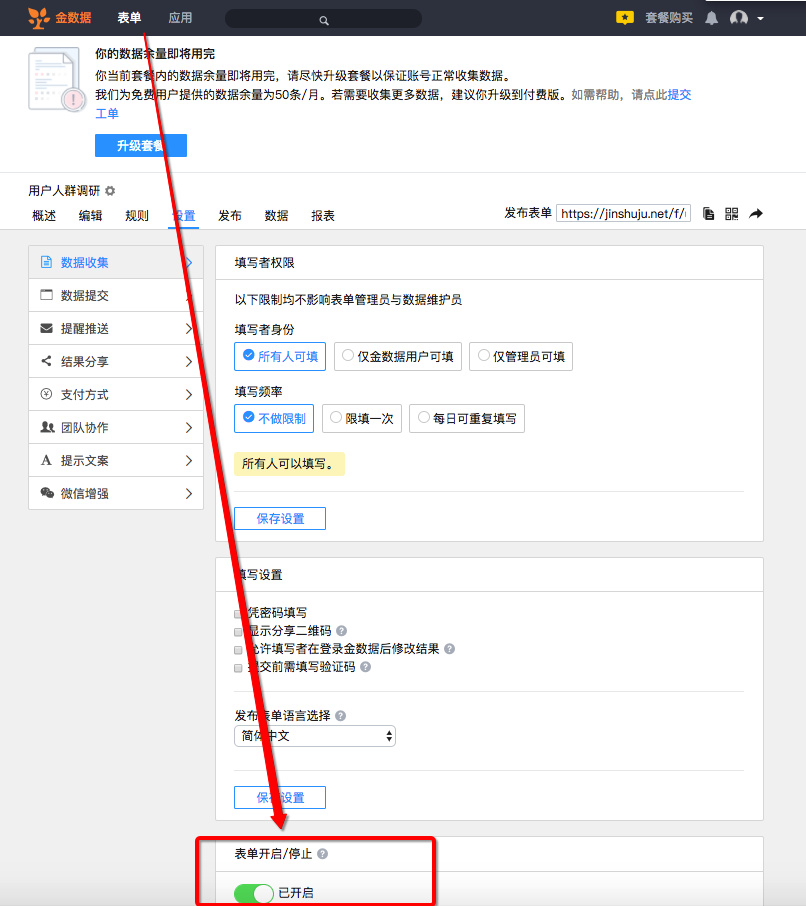 金数据 表单 应用 套餐购买
你的数据余量即将用完
你当前套餐内的数据余量即将用完，请尽快升级套餐以保证账号正常收集数据。
我们为免费用户提供的数据余量为50条/月。若需要收集更多数据，建议你升级到付费版。如需帮助，请点此提交
工单
升级套餐
用户人群调研
概述 编辑 规则 设置 发布 数据 报表 发布表单 https://jinshuju.net/f/
数据收集
数据提交
提醒推送
结果分享
支付方式
团队协作
提示文案
微信增强
填写者权限
以下限制均不影响表单管理员与数据维护员
填写者身份
所有人可填 仅金数据用户可填 仅管理员可填
填写频率
不做限制 限填一次 每日可重复填写
所有人可以填写。
保存设置
填写设置
凭密码填写
显示分享二维码
允许填写者在登录金数据后修改结果
提交前需填写验证码
发布表单语言选择
简体中文
保存设置
表单开启/停止
已开启